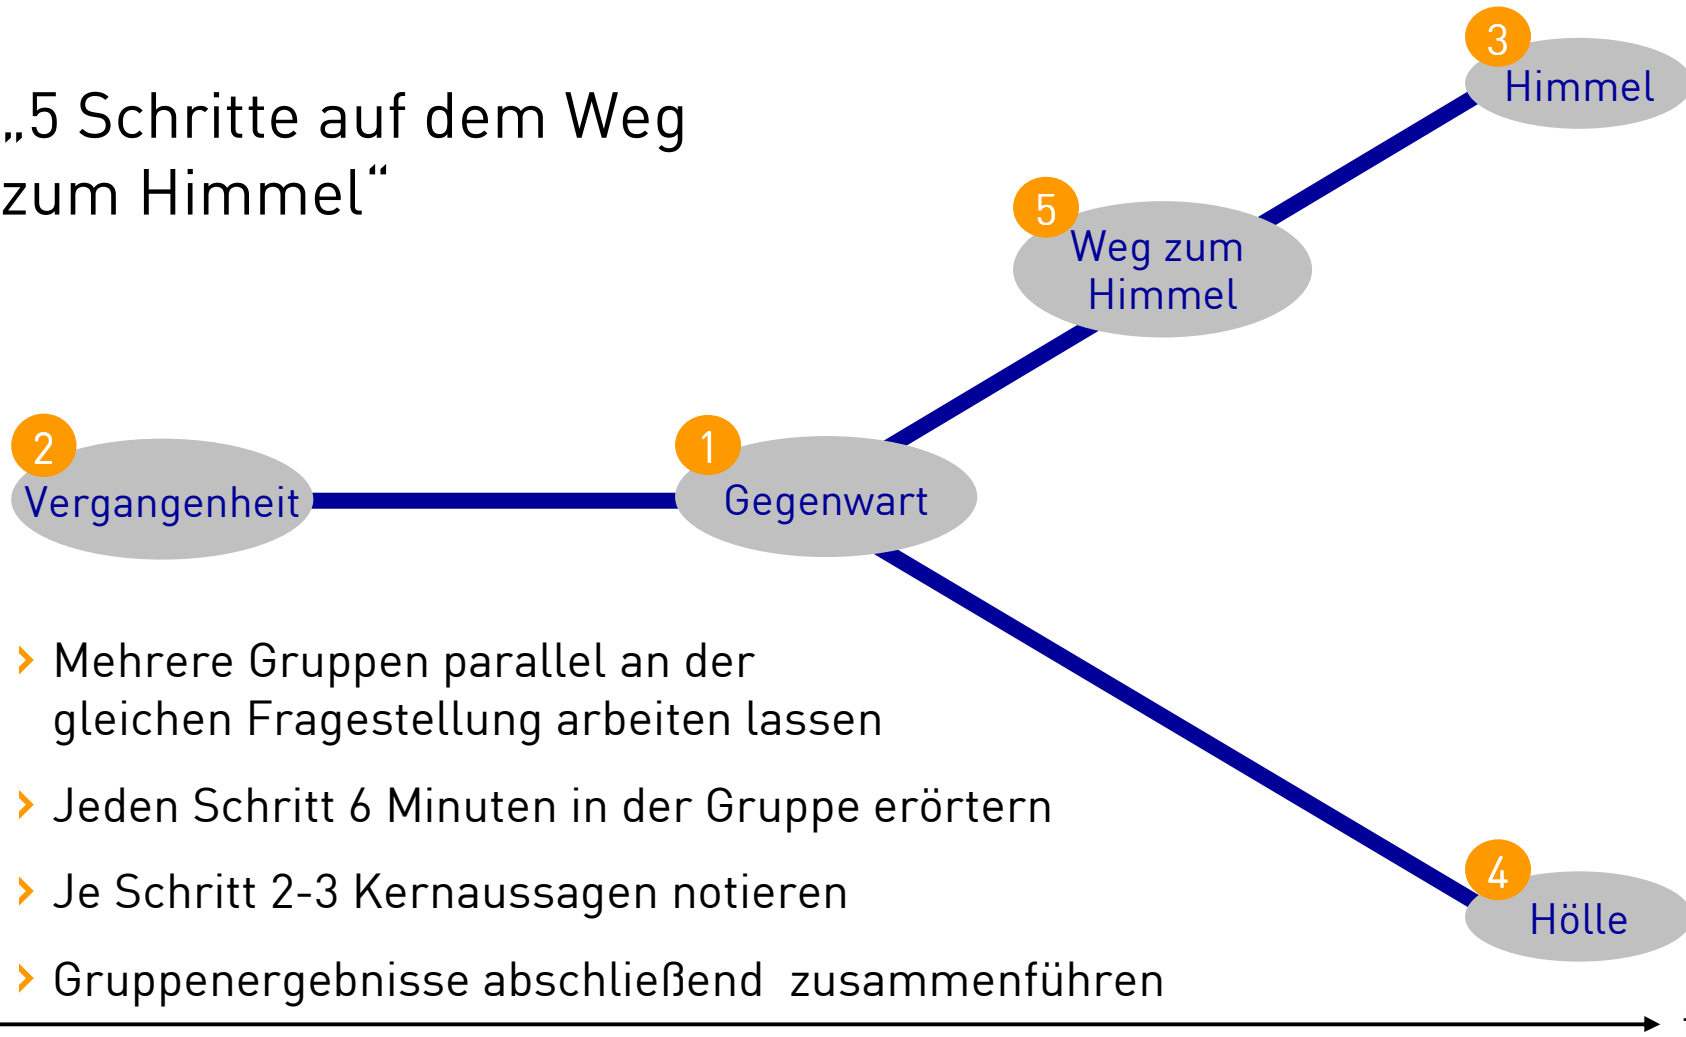 „5 Schritte auf dem Weg
zum Himmel“
3
Himmel
5
Weg zum
Himmel
2
Vergangenheit
1
Gegenwart
› Mehrere Gruppen parallel an der
gleichen Fragestellung arbeiten lassen
› Jeden Schritt 6 Minuten in der Gruppe erörtern
› Je Schritt 2-3 Kernaussagen notieren
› Gruppenergebnisse abschließend zusammenführen
4
Hölle